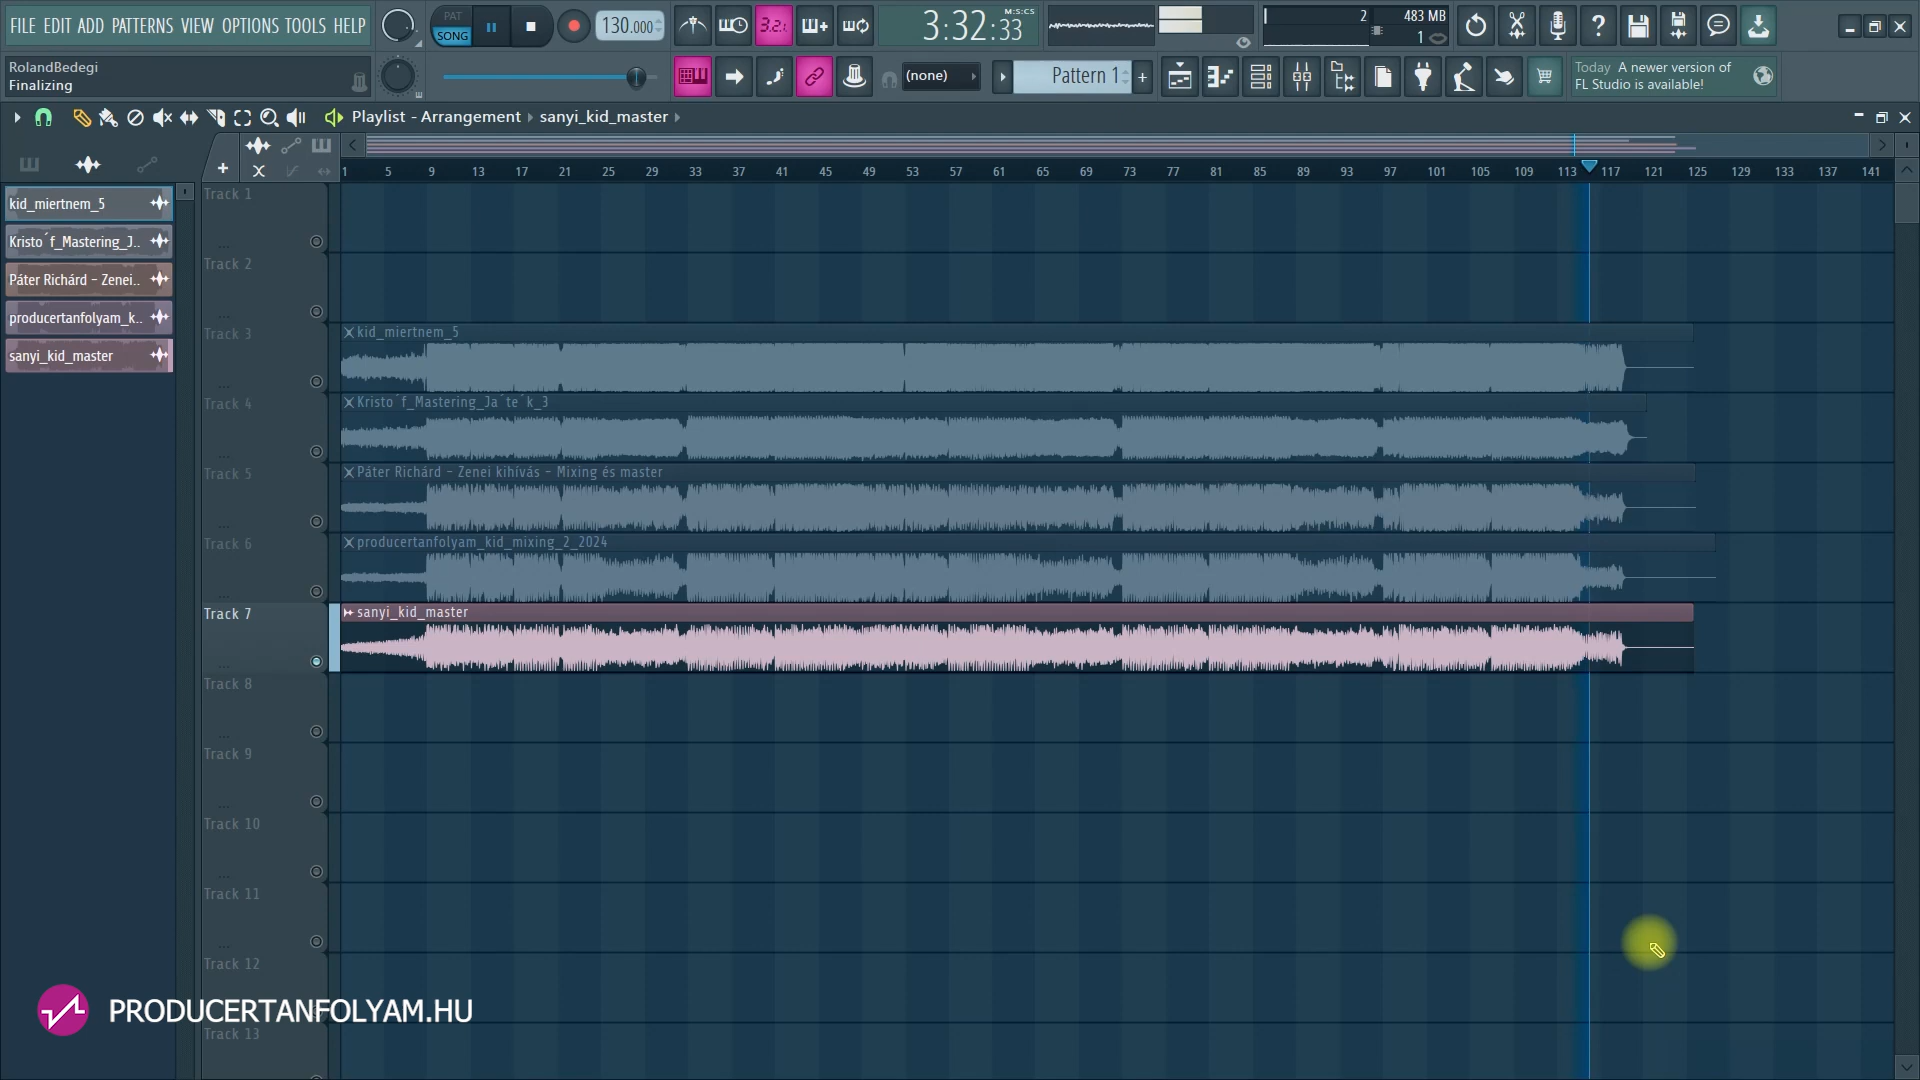 FILE EDIT ADD PATTERNS VIEW OPTIONS TOOLS HELP
PAT
SONG
130.000
3.2.
3:32:33
M:S:CS
2
483 MB
1
RolandBedegi
Finalizing
(none)
Pattern 1
Today A newer version of
FL Studio is available!
Playlist - Arrangement
sanyi_kid_master
1 5 9 13 17 21 25 29 33 37 41 45 49 53 57 61 65 69 73 77 81 85 89 93 97 101 105 109 113 117 121 125 129 133 137 141
kid_miertnem_5
Kristo´f_Mastering_J..
Páter Richárd - Zenei..
producertanfolyam_k..
sanyi_kid_master
Track 1
...
Track 2
...
Track 3
...
kid_miertnem_5
Track 4
...
Kristo´f_Mastering_Ja´te´k_3
Track 5
...
Páter Richárd - Zenei kihívás - Mixing és master
Track 6
...
producertanfolyam_kid_mixing_2_2024
Track 7
...
sanyi_kid_master
Track 8
...
Track 9
...
Track 10
...
Track 11
...
Track 12
Track 13
PRODUCERTANFOLYAM.HU